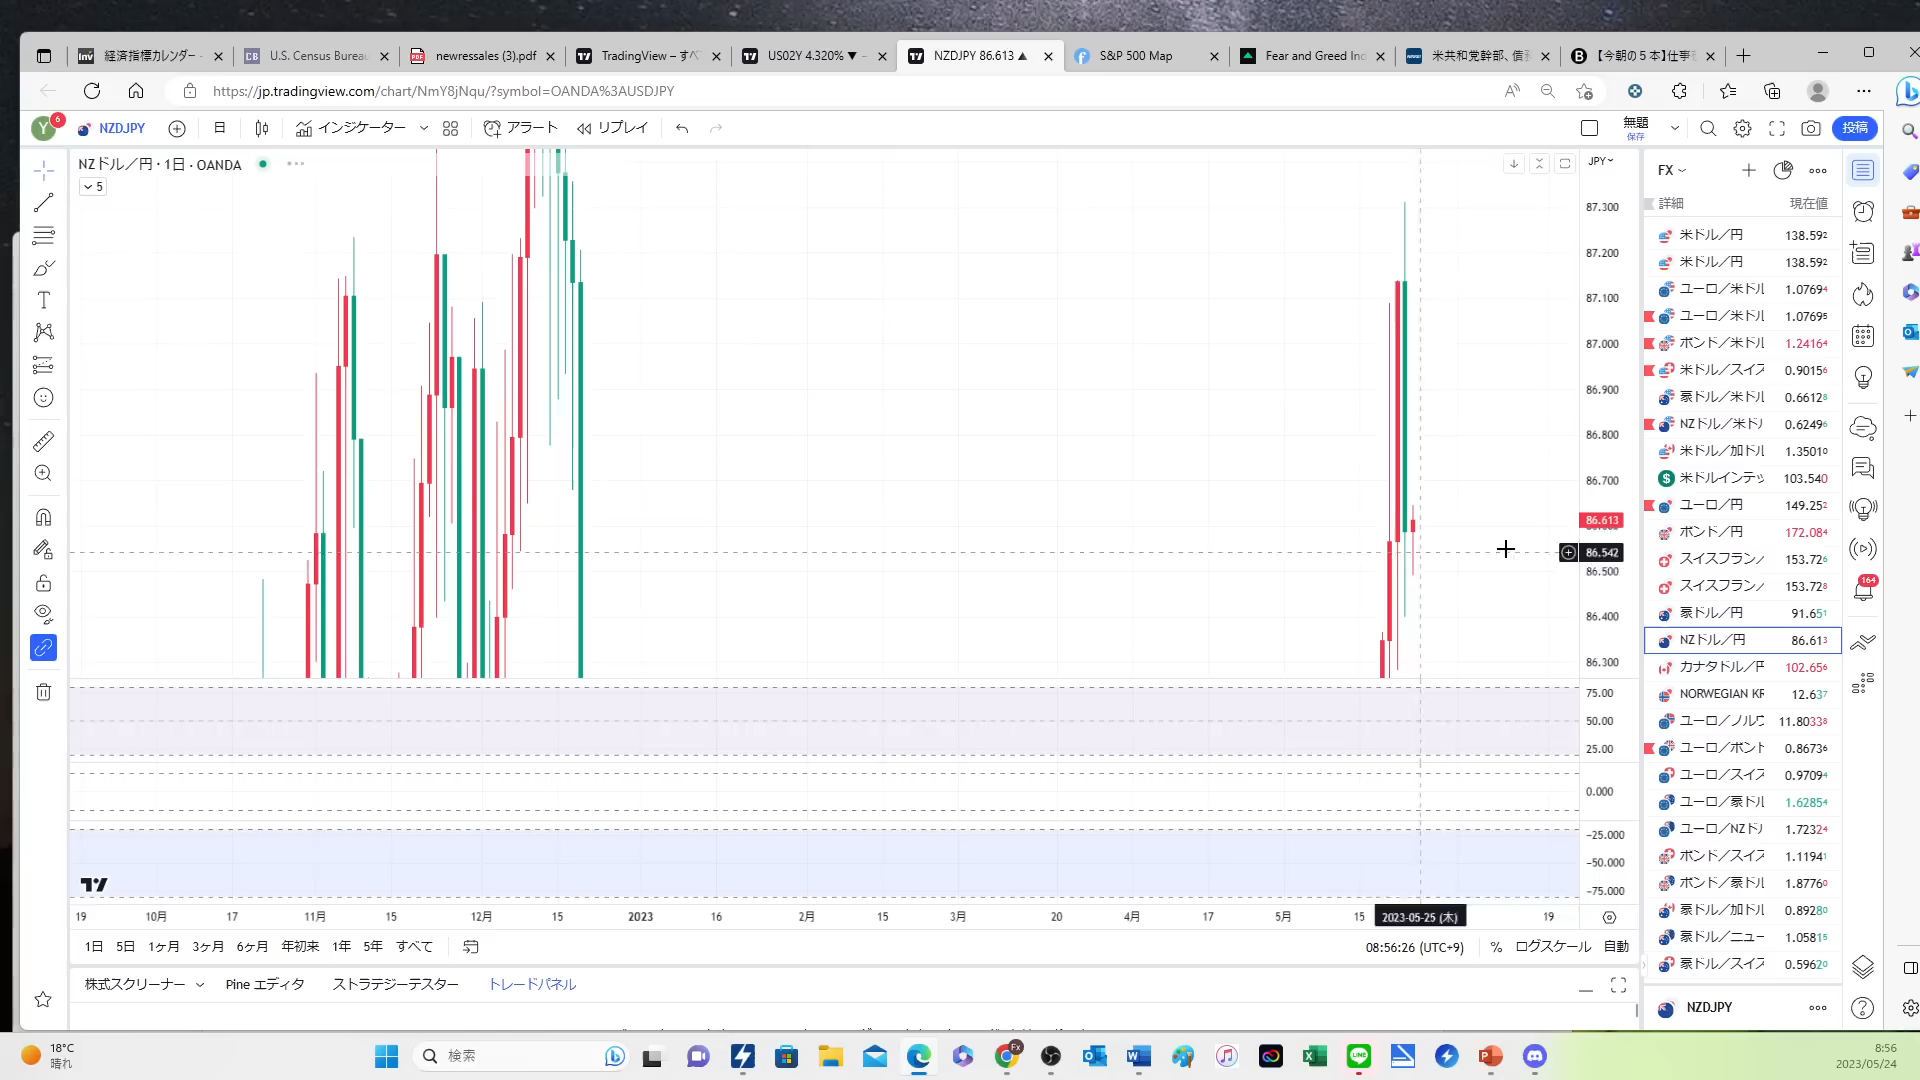 経済指標カレンダー -
U.S. Census Bureau
newressales (3).pdf
TradingView – すべ
US02Y 4.320% ▼ –
NZDJPY 86.613 ▲
S&P 500 Map
Fear and Greed Ind
米共和党幹部、債務
【今朝の5本】仕事
https://jp.tradingview.com/chart/NmY8jNqu/?symbol=OANDA%3AUSDJPY
Y
6
NZDJPY
日
インジケーター
アラート
リプレイ
無題
保存
投稿
NZドル/円・1日・OANDA
5
JPY
87.300
87.200
87.100
87.000
86.900
86.800
86.700
86.613
86.542
86.500
86.400
86.300
75.00
50.00
25.00
0.000
−25.000
−50.000
−75.000
19
10月
17
11月
15
12月
15
2023
16
2月
15
3月
20
4月
17
5月
15
2023-05-25 (木)
19
1日
5日
1ヶ月
3ヶ月
6ヶ月
年初来
1年
5年
すべて
08:56:26 (UTC+9)
%
ログスケール
自動
株式スクリーナー
Pine エディタ
ストラテジーテスター
トレードパネル
FX
詳細 現在値
米ドル/円 138.592
米ドル/円 138.592
ユーロ/米ドル 1.07694
ユーロ/米ドル 1.07695
ポンド/米ドル 1.24164
米ドル/スイス 0.90156
豪ドル/米ドル 0.66128
NZドル/米ドル 0.62496
米ドル/加ドル 1.35010
米ドルインデッ 103.540
ユーロ/円 149.252
ポンド/円 172.084
スイスフラン/ 153.726
スイスフラン/ 153.728
豪ドル/円 91.651
NZドル/円 86.613
カナダドル/円 102.656
NORWEGIAN KR 12.637
ユーロ/ノルウ 11.80338
ユーロ/ポンド 0.86736
ユーロ/スイス 0.97094
ユーロ/豪ドル 1.62854
ユーロ/NZドル 1.72324
ポンド/スイス 1.11941
ポンド/豪ドル 1.87760
豪ドル/加ドル 0.89280
豪ドル/ニュー 1.05815
豪ドル/スイス 0.59620
NZDJPY
164
18°C
晴れ
検索
8:56
2023/05/24